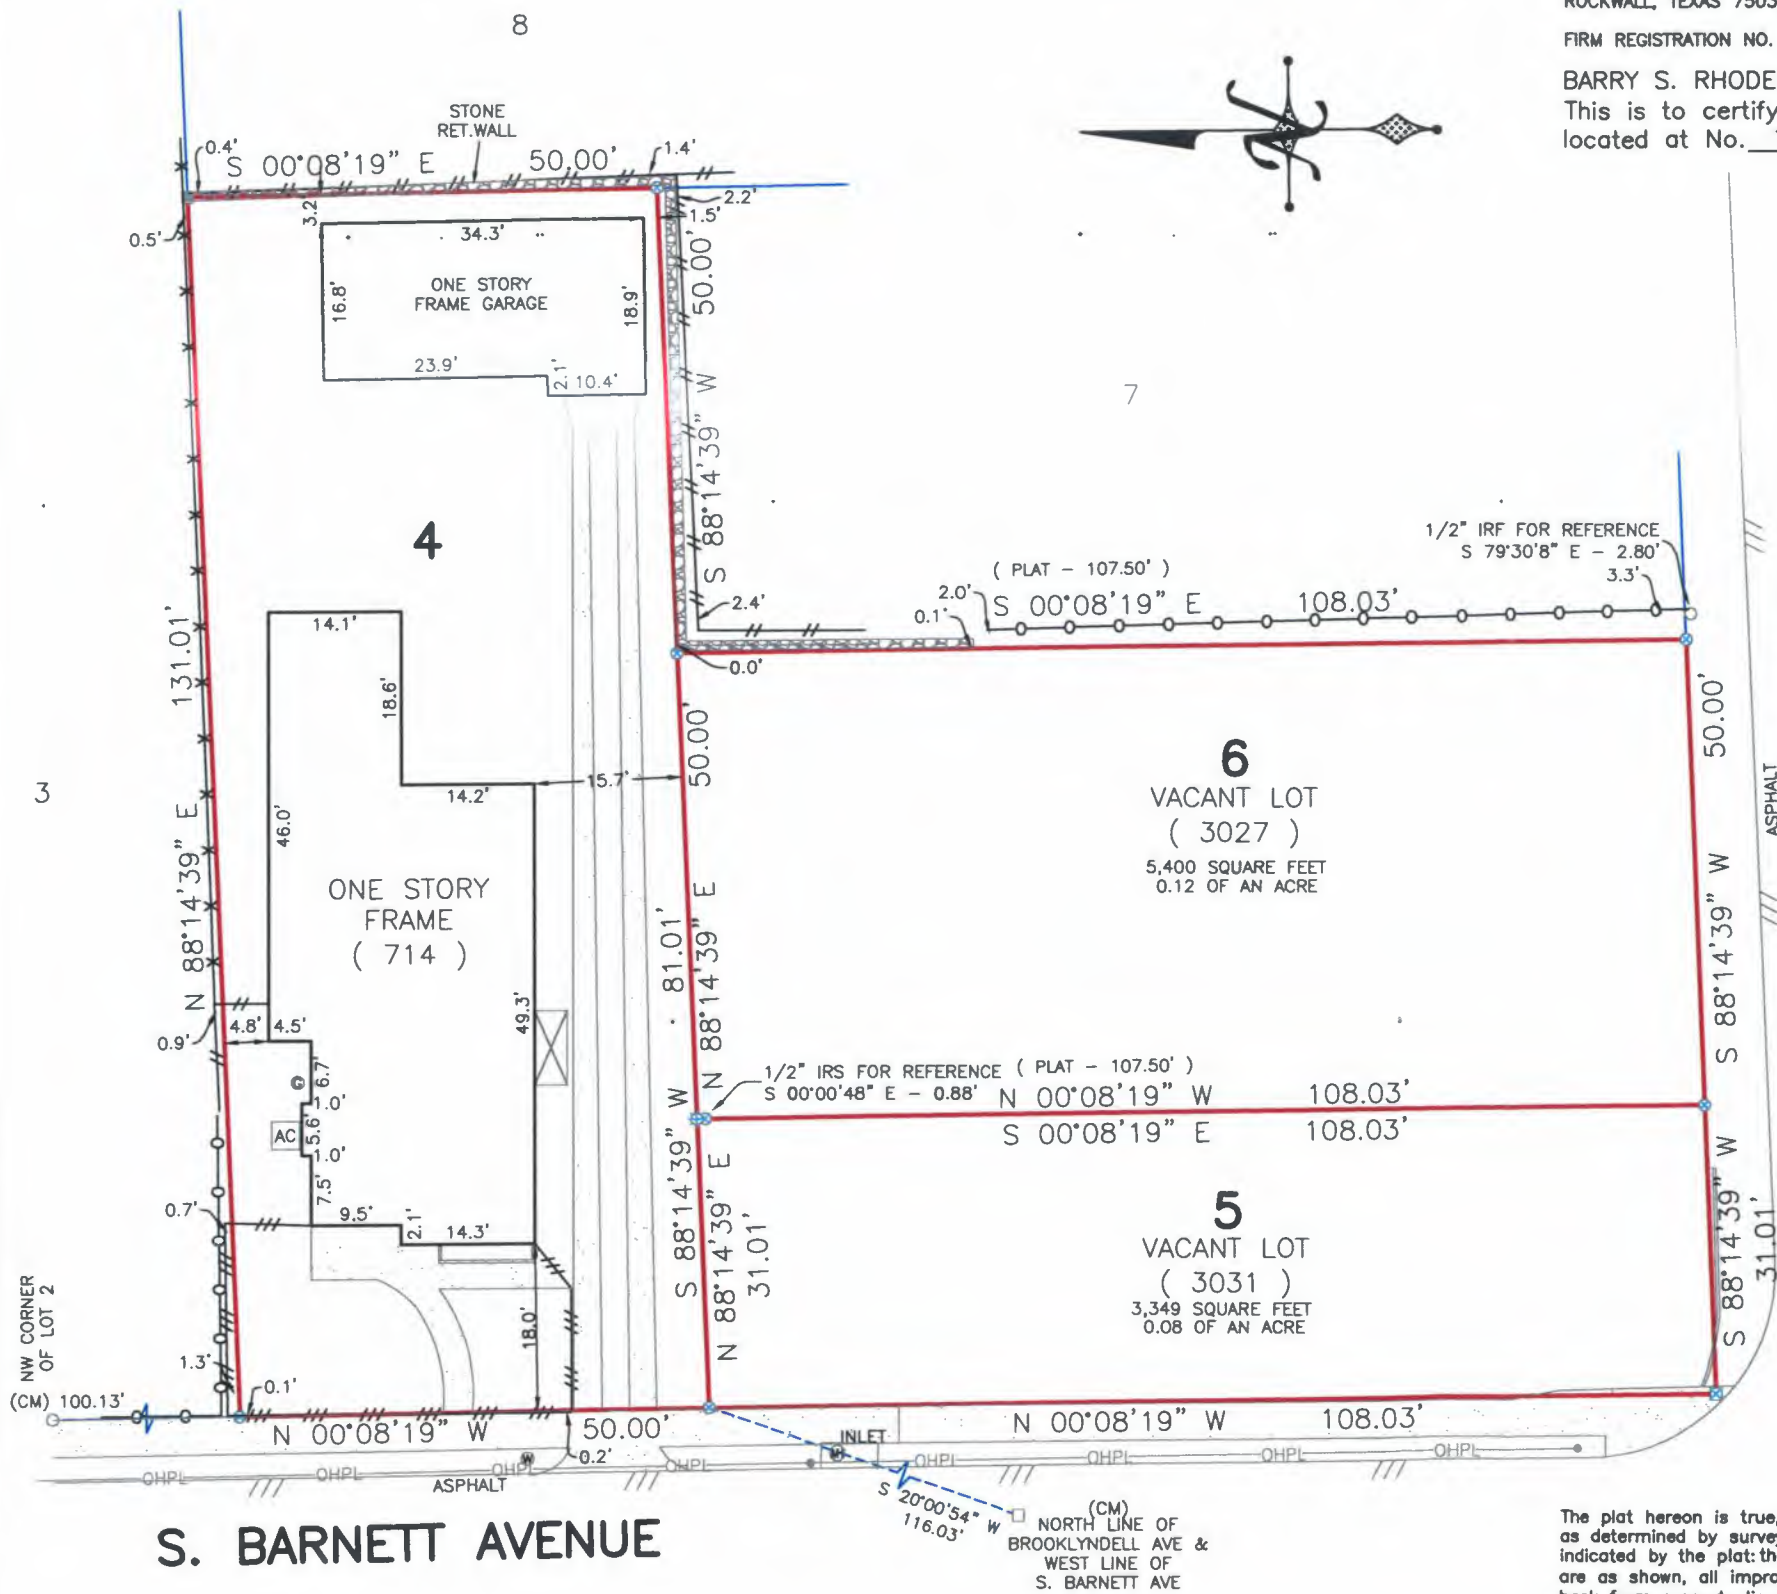 ROCKWALL, TEXAS
FIRM REGISTRATION NO.
BARRY S. RHODE
This is to certify
located at No.
8
STONE
RET.WALL
0.4'
S 00°08'19" E 50.00'
1.4'
2.2'
1.5'
0.5'
3.2'
34.3'
ONE STORY
FRAME GARAGE
16.8'
18.9'
23.9'
2.1'
10.4'
S 88°14'39" W 50.00'
7
4
1/2" IRF FOR REFERENCE
S 79°30'8" E - 2.80'
3.3'
( PLAT - 107.50' )
2.0'
S 00°08'19" E 108.03'
2.4'
0.1'
0.0'
14.1'
18.6'
N 88°14'39" E 131.01'
15.7'
14.2'
3
46.0'
ONE STORY
FRAME
( 714 )
49.3'
N 88°14'39" E 50.00'
S 88°14'39" W 81.01'
6
VACANT LOT
( 3027 )
5,400 SQUARE FEET
0.12 OF AN ACRE
S 88°14'39" W 50.00'
ASPHALT
4.8'
4.5'
0.9'
6.7'
1.0'
AC
5.6'
1.0'
7.5'
0.7'
9.5'
2.1'
14.3'
1/2" IRS FOR REFERENCE ( PLAT - 107.50' )
S 00°00'48" E - 0.88'
N 00°08'19" W 108.03'
S 00°08'19" E 108.03'
5
VACANT LOT
( 3031 )
3,349 SQUARE FEET
0.08 OF AN ACRE
N 88°14'39" E
31.01'
S 88°14'39" W
31.01'
18.0'
NW CORNER
OF LOT 2
(CM) 100.13'
1.3'
0.1'
N 00°08'19" W 50.00'
0.2'
N 00°08'19" W 108.03'
INLET
W
MH
OHPL OHPL OHPL OHPL OHPL OHPL OHPL OHPL
ASPHALT
S 20°00'54" W
116.03'
(CM)
NORTH LINE OF
BROOKLYNDELL AVE &
WEST LINE OF
S. BARNETT AVE
S. BARNETT AVENUE
The plat hereon is true,
as determined by survey
indicated by the plat: th
are as shown, all impro